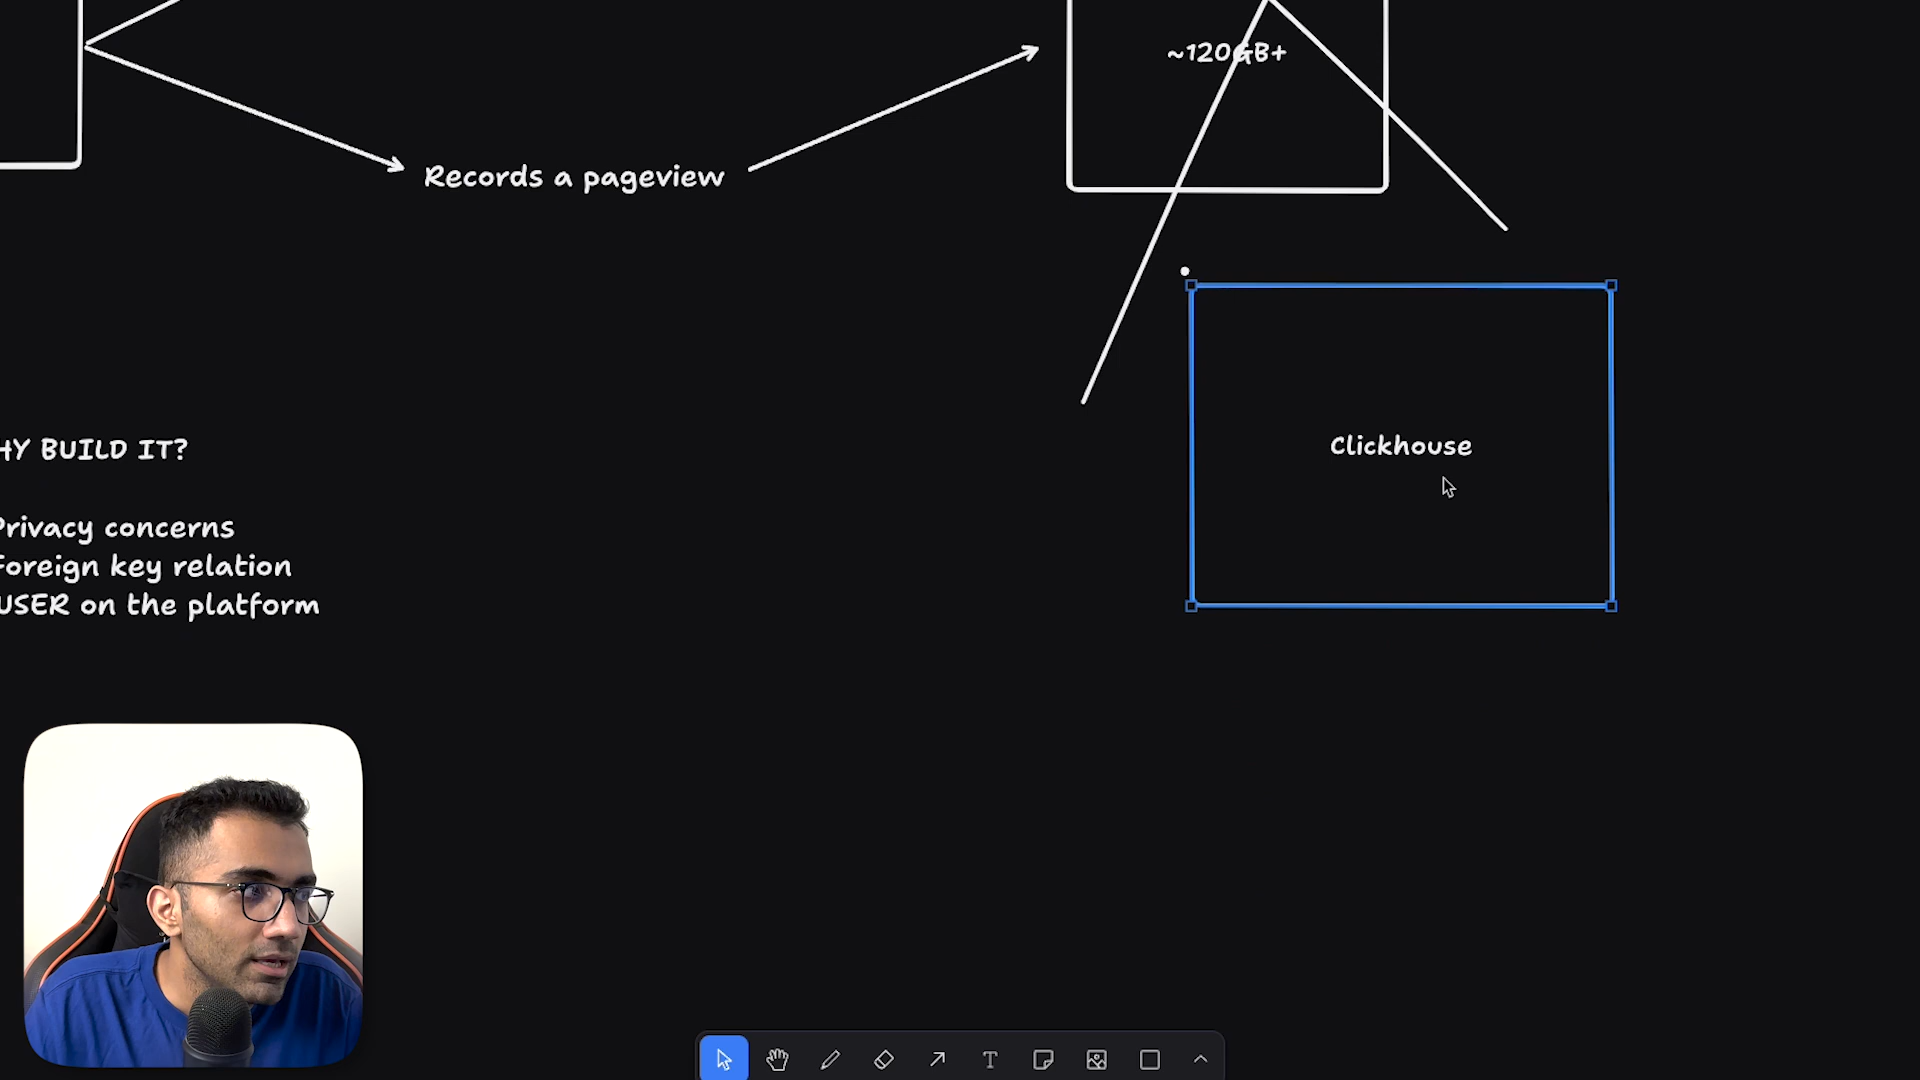 ~120GB+
Records a pageview
Clickhouse
HY BUILD IT?
Privacy concerns
Foreign key relation
USER on the platform